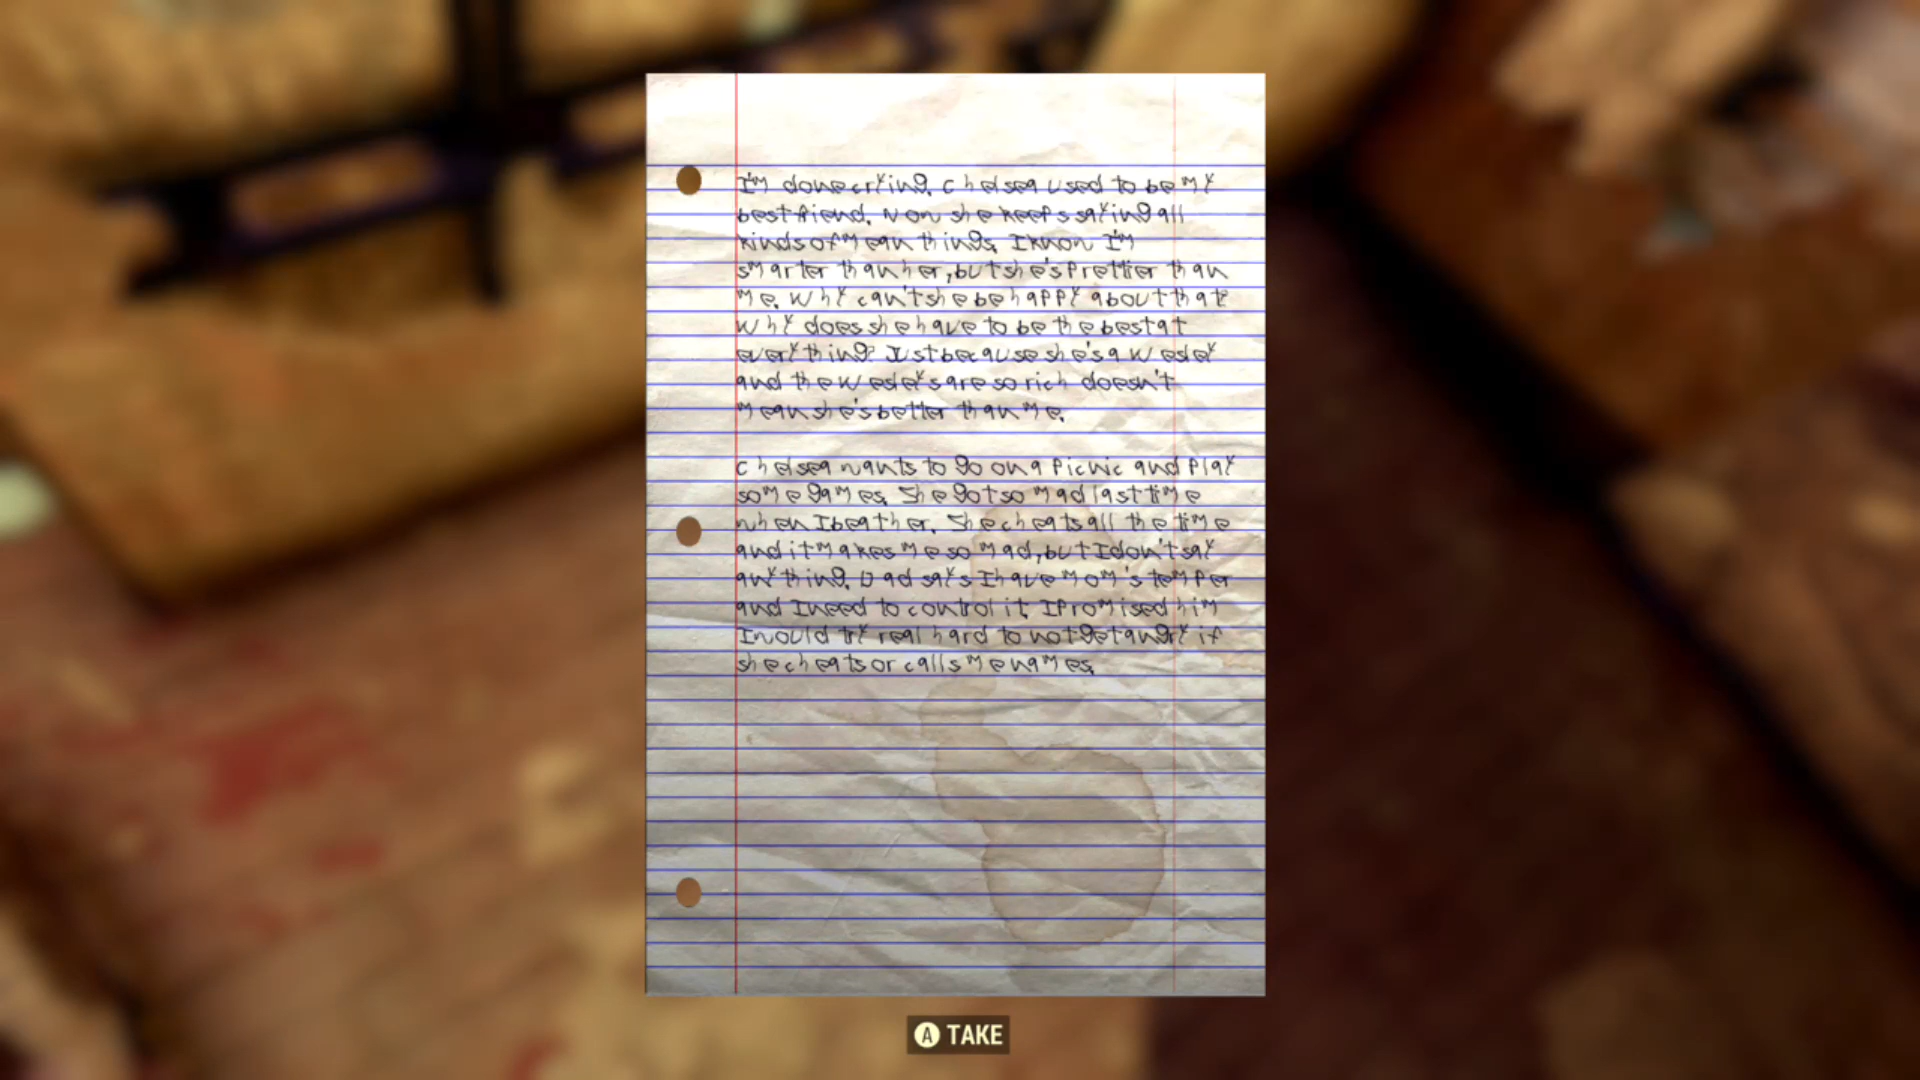 I'm done crying. Chelsea used to be my
best friend. Now she keeps saying all
kinds of mean things. I know I'm
smarter than her, but she's prettier than
me. Why can't she be happy about that
Why does she have to be the best at
everything? Just because she's a Wesley
and the Wesleys are so rich doesn't
mean she's better than me.
Chelsea wants to go on a picnic and play
some games. She got so mad last time
when I beat her. She cheats all the time
and it makes me so mad, but I don't say
anything. Dad says I have mom's temper
and I need to control it. I promised him
I would try real hard to not get angry if
she cheats or calls me names.
A TAKE